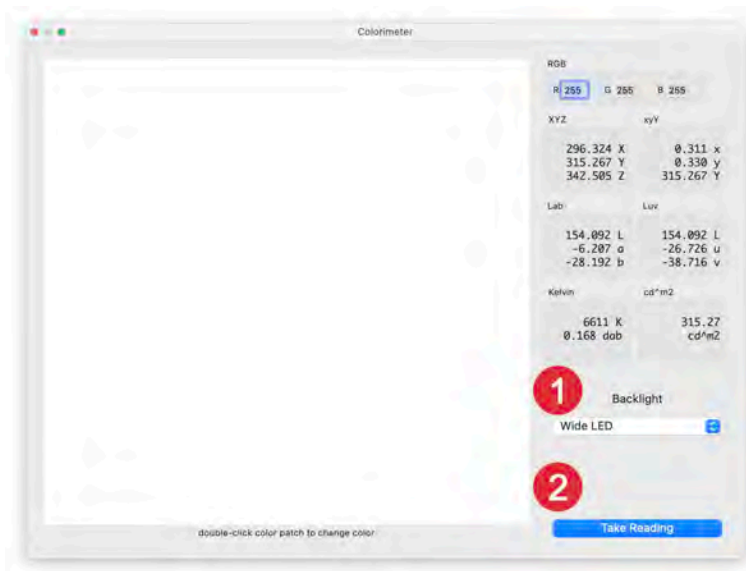 Colorimeter
RGB
R 255 G 255 B 255
XYZ xyY
296.324 X 0.311 x
315.267 Y 0.330 y
342.505 Z 315.267 Y
Lab Luv
154.092 L 154.092 L
-6.207 a -26.726 u
-28.192 b -38.716 v
Kelvin cd^m2
6611 K 315.27
0.168 dab cd^m2
1
Backlight
Wide LED
2
Take Reading
double-click color patch to change color